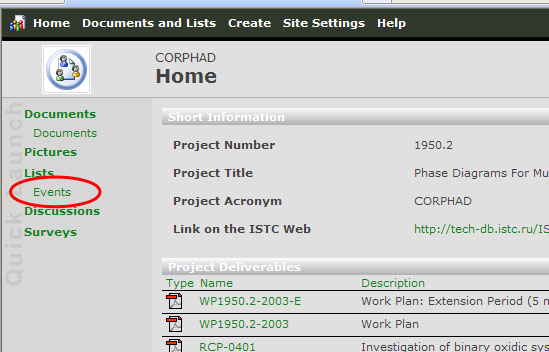 Home Documents and Lists Create Site Settings Help
CORPHAD
Home
Quick Launch
Documents
Documents
Pictures
Lists
Events
Discussions
Surveys
Short Information
Project Number 1950.2
Project Title Phase Diagrams For Mu
Project Acronym CORPHAD
Link on the ISTC Web http://tech-db.istc.ru/IS
Project Deliverables
Type Name Description
WP1950.2-2003-E Work Plan: Extension Period (5 m
WP1950.2-2003 Work Plan
RCP-0401 Investigation of binary oxidic sys